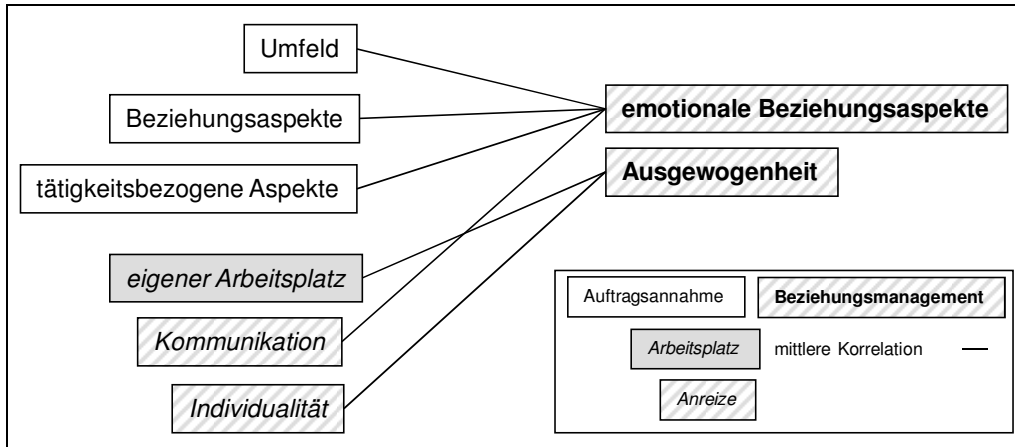 Umfeld
Beziehungsaspekte
tätigkeitsbezogene Aspekte
eigener Arbeitsplatz
Kommunikation
Individualität
emotionale Beziehungsaspekte
Ausgewogenheit
Auftragsannahme
Beziehungsmanagement
Arbeitsplatz
mittlere Korrelation
Anreize